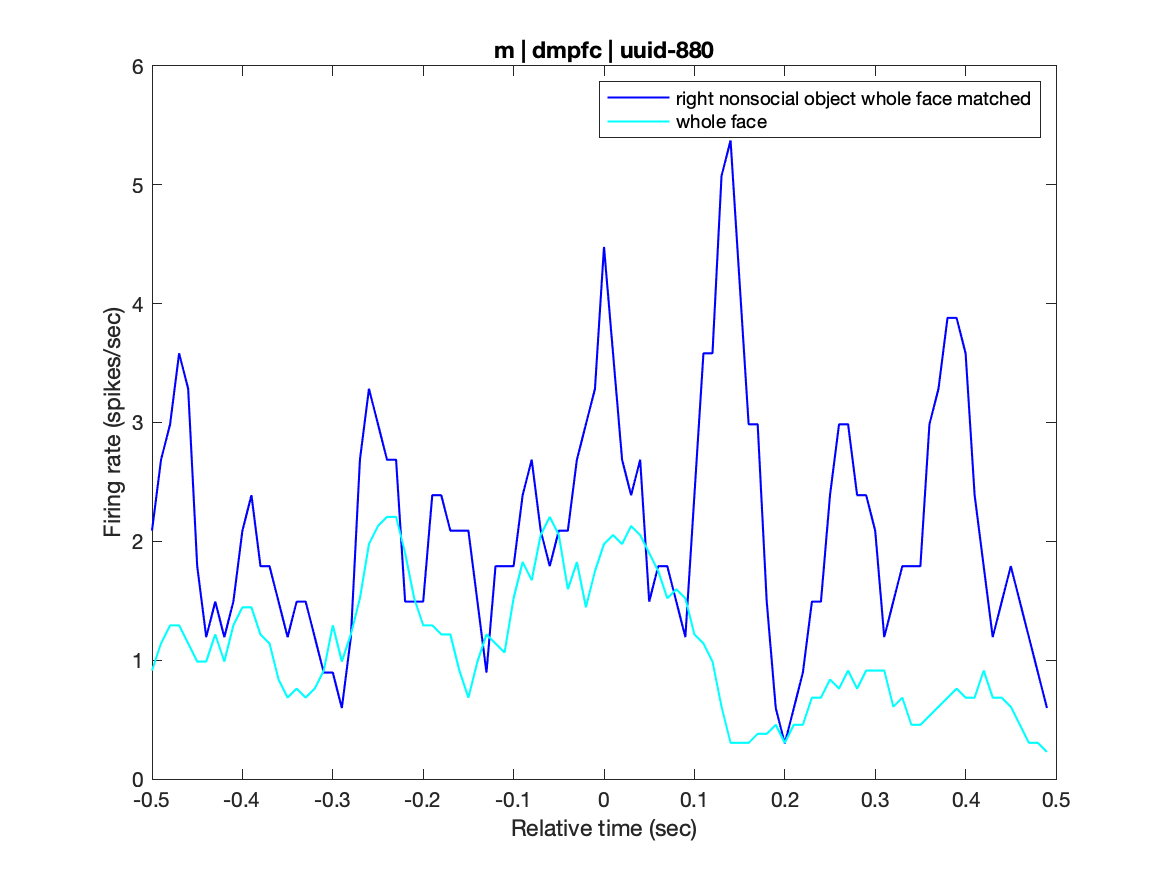 m | dmpfc | uuid-880
right nonsocial object whole face matched
whole face
Firing rate (spikes/sec)
6
5
4
3
2
1
0
-0.5 -0.4 -0.3 -0.2 -0.1 0 0.1 0.2 0.3 0.4 0.5
Relative time (sec)